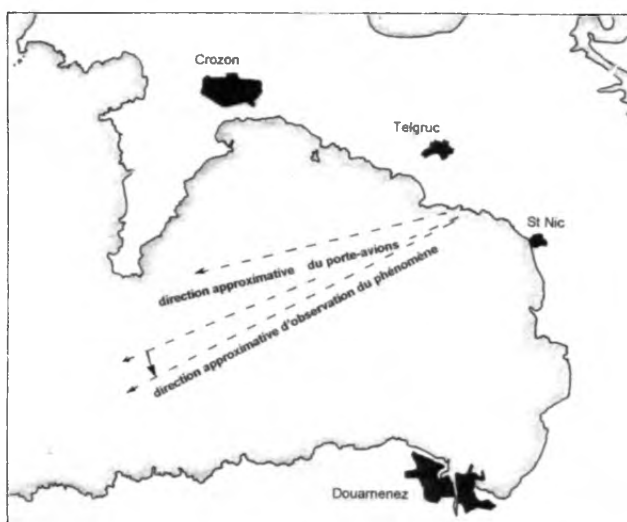 Crozon
Telgruc
St Nic
direction approximative du porte-avions
direction approximative d'observation du phénomène
Douarnenez